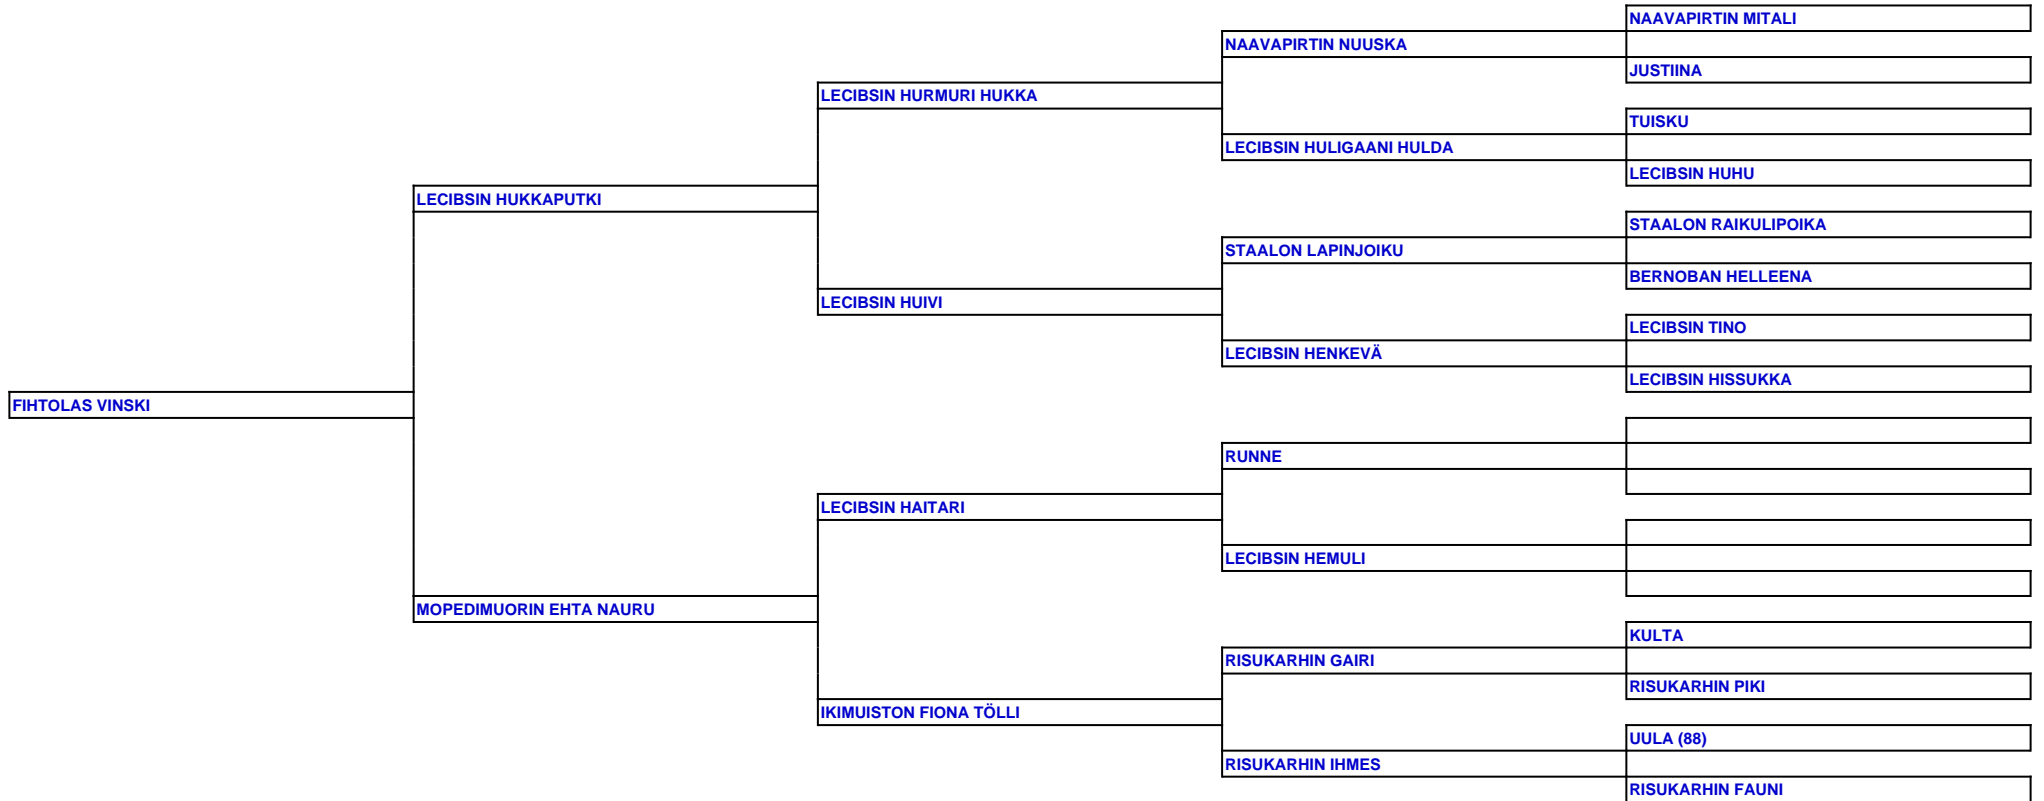 NAAVAPIRTIN MITALI
NAAVAPIRTIN NUUSKA
JUSTIINA
LECIBSIN HURMURI HUKKA
TUISKU
LECIBSIN HULIGAANI HULDA
LECIBSIN HUHU
LECIBSIN HUKKAPUTKI
STAALON RAIKULIPOIKA
STAALON LAPINJOIKU
BERNOBAN HELLEENA
LECIBSIN HUIVI
LECIBSIN TINO
LECIBSIN HENKEVÄ
LECIBSIN HISSUKKA
FIHTOLAS VINSKI
RUNNE
LECIBSIN HAITARI
LECIBSIN HEMULI
MOPEDIMUORIN EHTA NAURU
KULTA
RISUKARHIN GAIRI
RISUKARHIN PIKI
IKIMUISTON FIONA TÖLLI
UULA (88)
RISUKARHIN IHMES
RISUKARHIN FAUNI